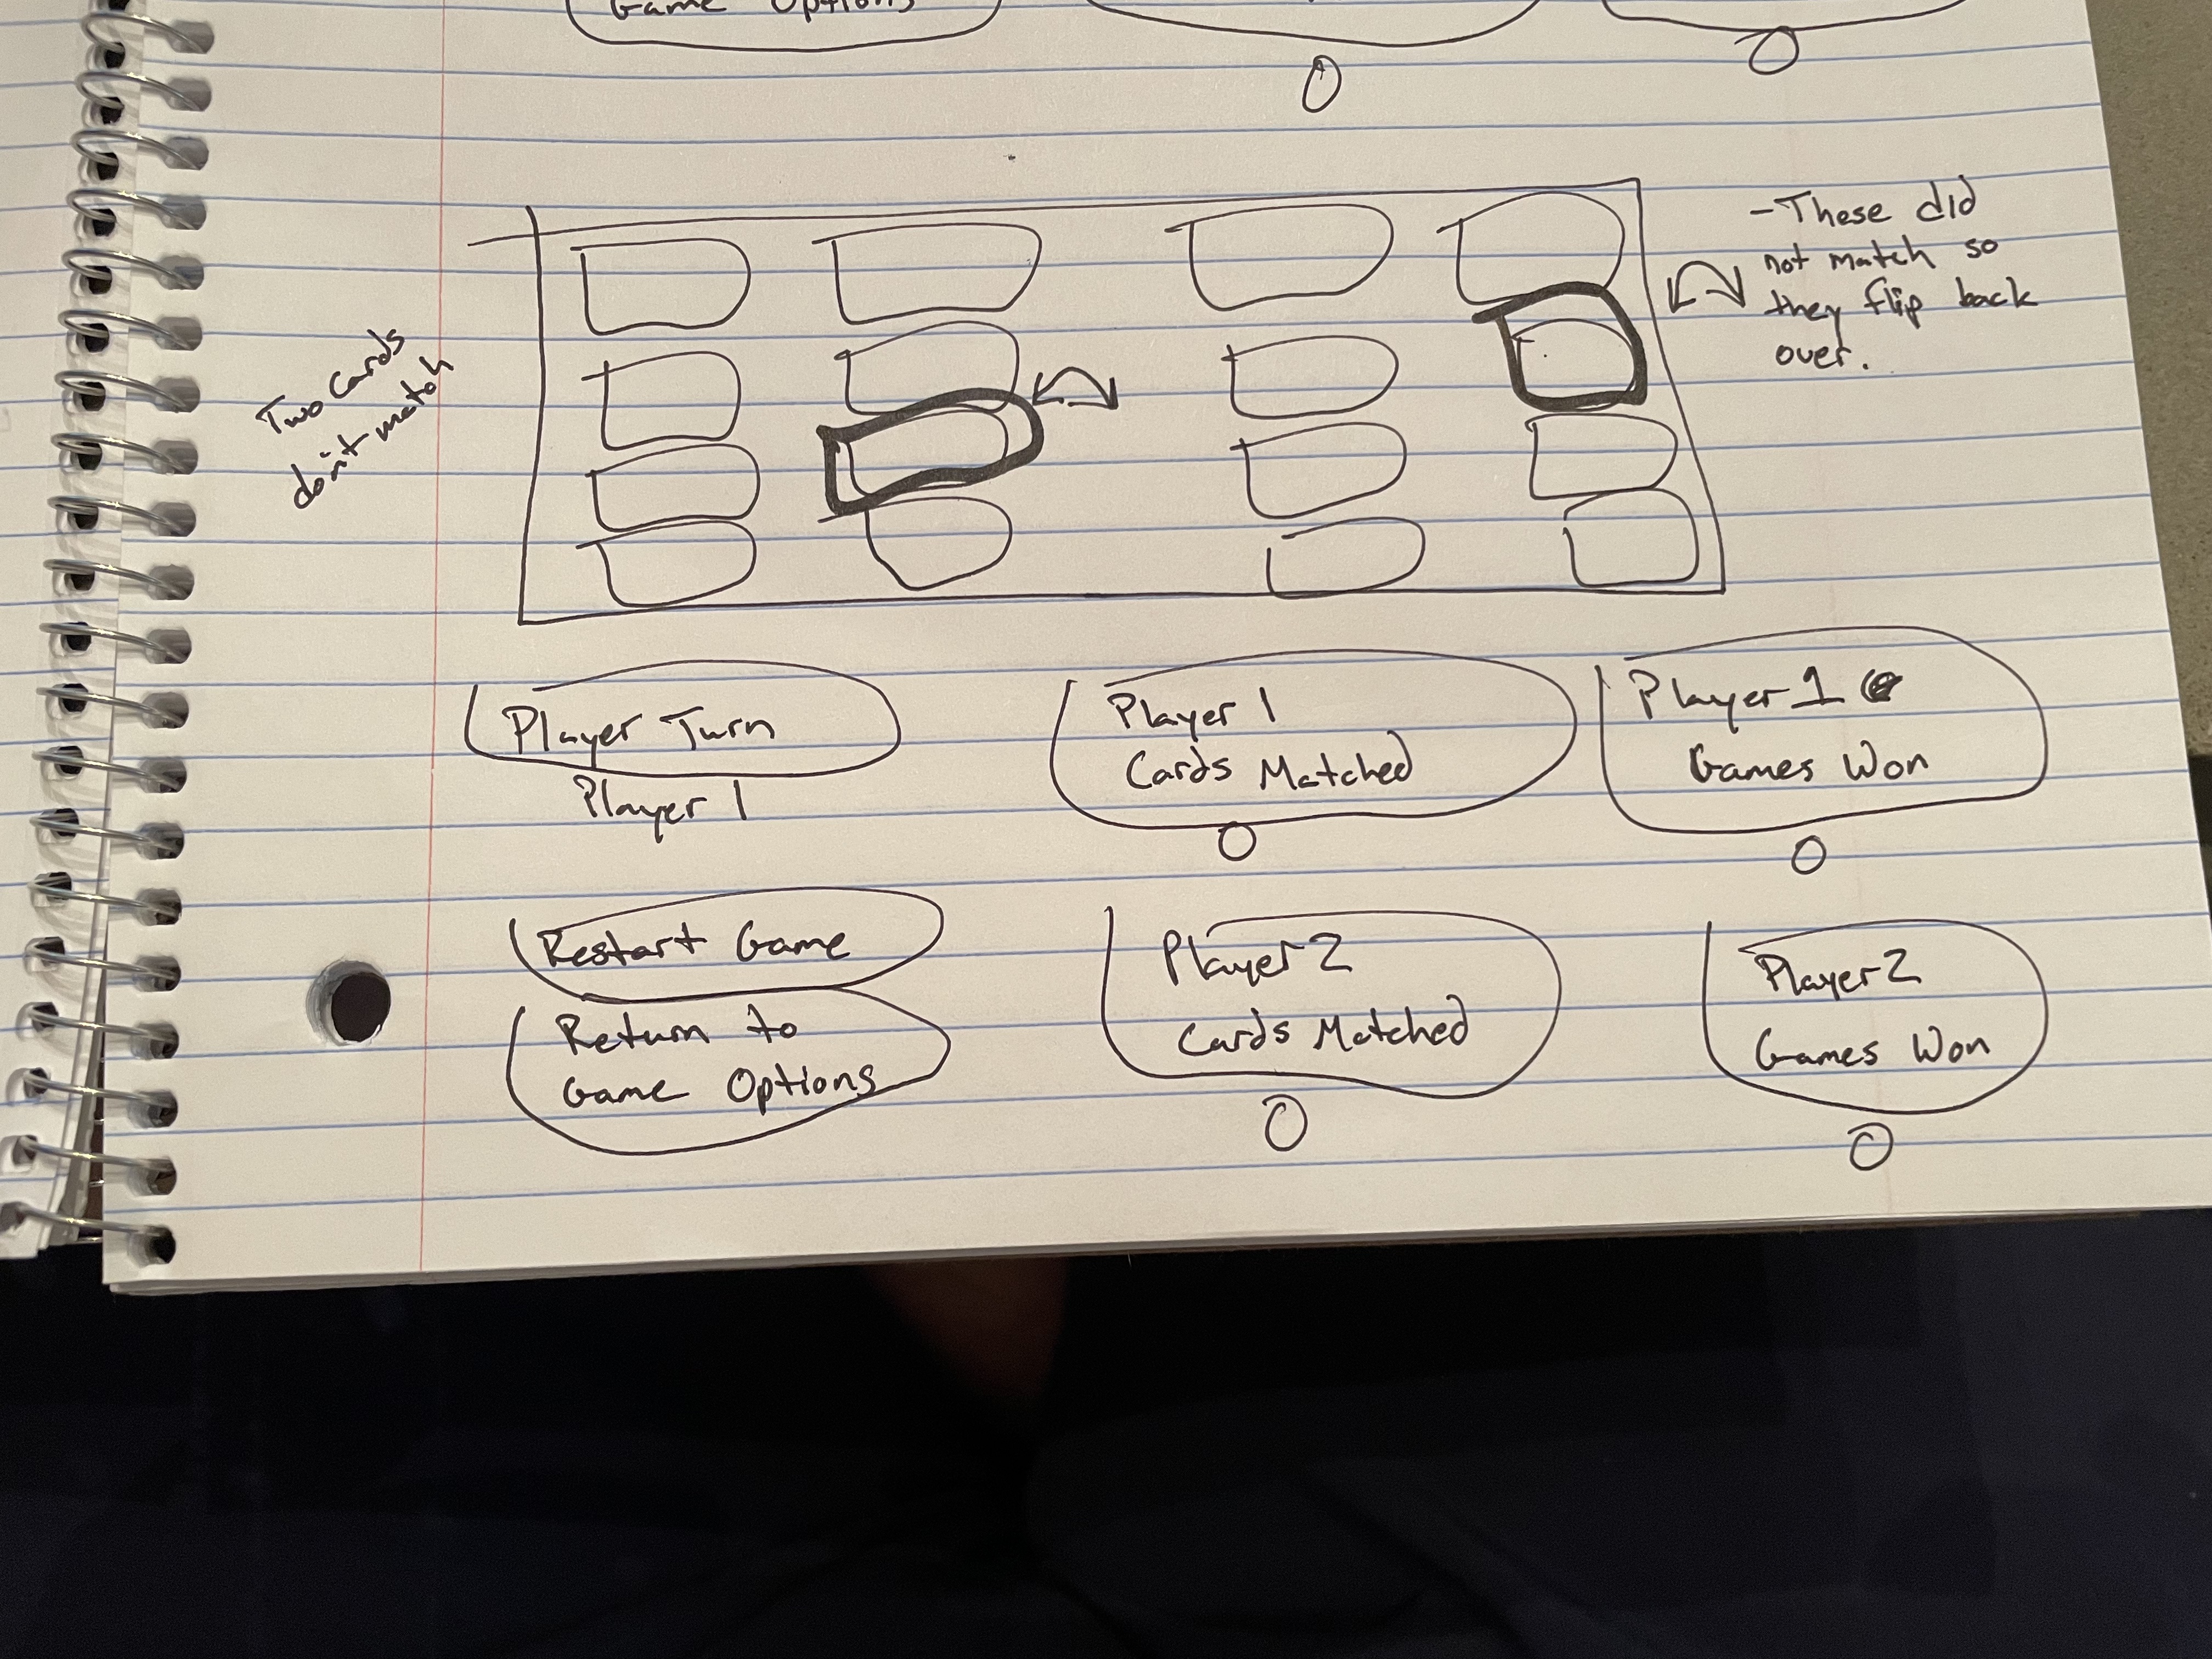 Game Options
0
0
Two Cards
don't match
-These did
not match so
they flip back
over.
Player Turn
Player 1
Player 1
Cards Matched
0
Player 1
Games Won
0
Restart Game
Return to
Game Options
Player 2
Cards Matched
0
Player 2
Games Won
0